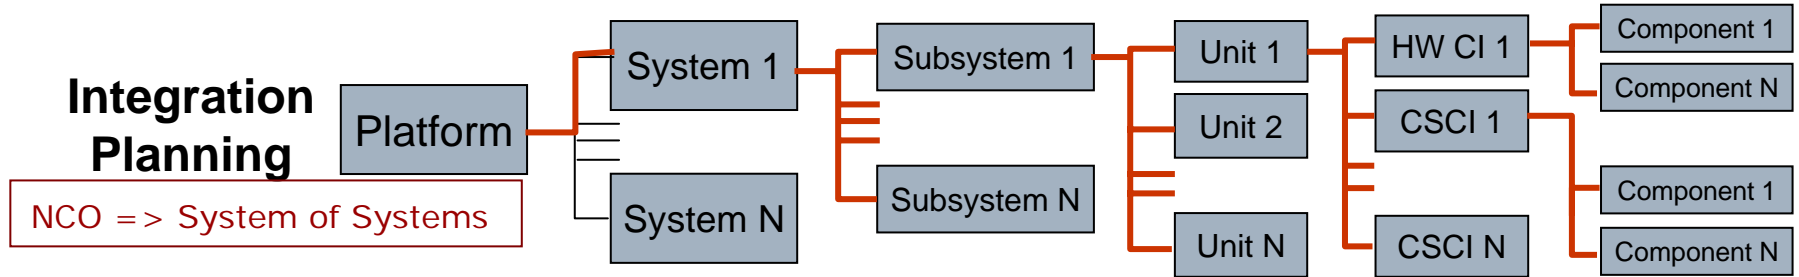 Integration
Planning
NCO => System of Systems
Platform
System 1
System N
Subsystem 1
Subsystem N
Unit 1
Unit 2
Unit N
HW CI 1
CSCI 1
CSCI N
Component 1
Component N
Component 1
Component N